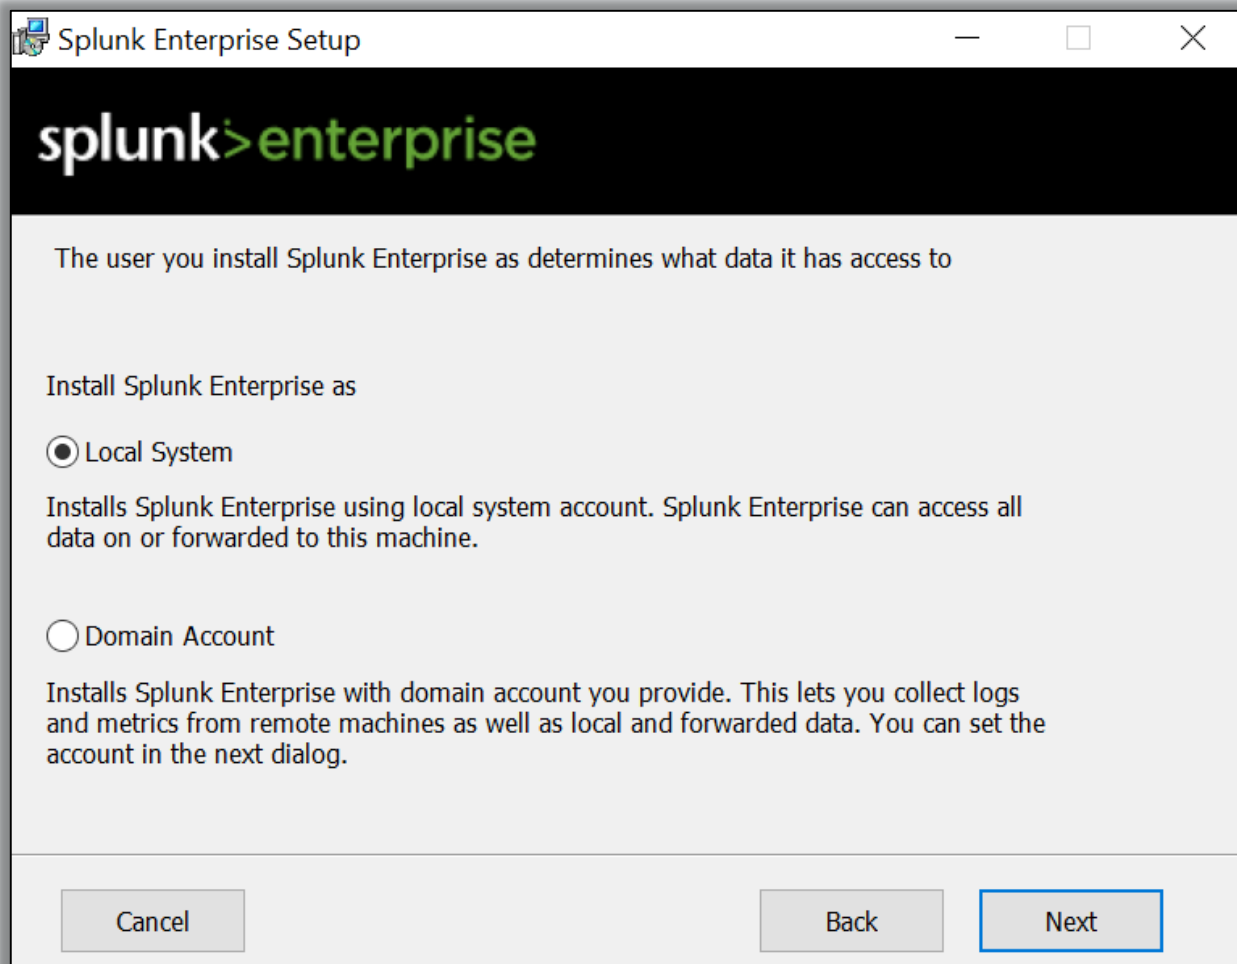 Splunk Enterprise Setup
splunk>enterprise
The user you install Splunk Enterprise as determines what data it has access to
Install Splunk Enterprise as
Local System
Installs Splunk Enterprise using local system account. Splunk Enterprise can access all
data on or forwarded to this machine.
Domain Account
Installs Splunk Enterprise with domain account you provide. This lets you collect logs
and metrics from remote machines as well as local and forwarded data. You can set the
account in the next dialog.
Cancel
Back
Next